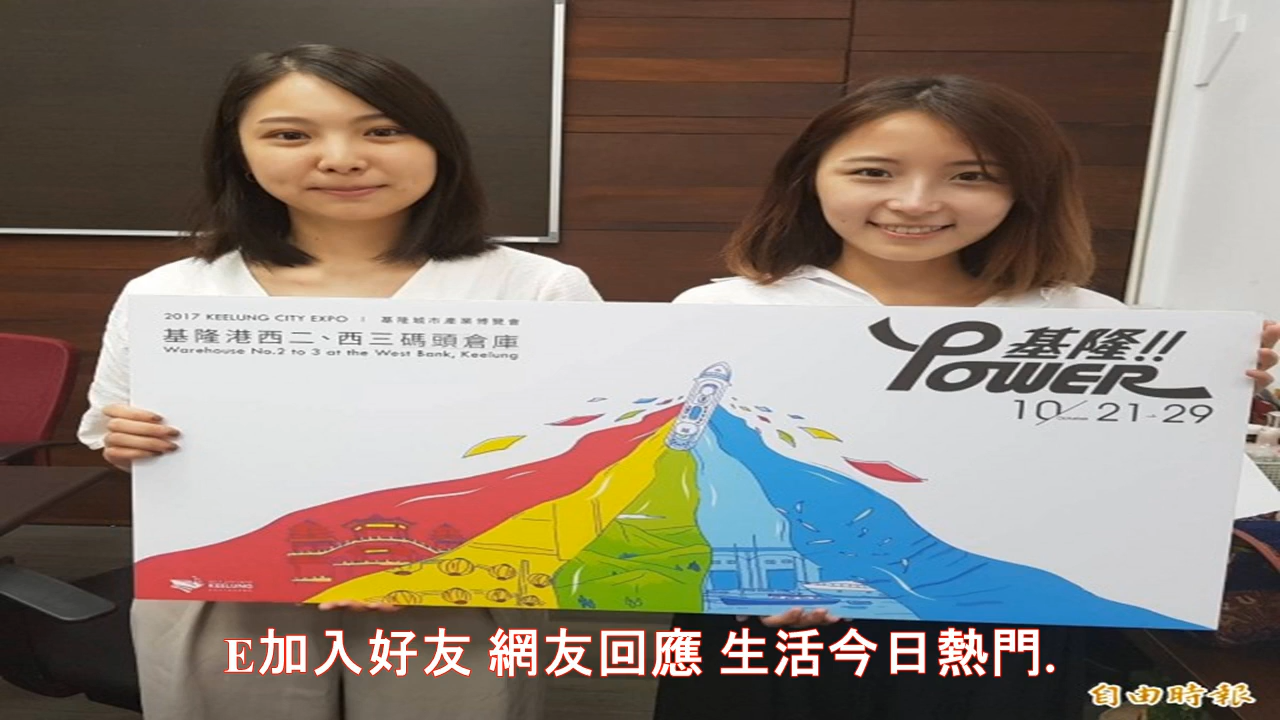 2017 KEELUNG CITY EXPO | 基隆城市產業博覽會
基隆港西二、西三碼頭倉庫
Warehouse No.2 to 3 at the West Bank, Keelung
基隆!!
POWER
10/21-29
KEELUNG
E加入好友 網友回應 生活今日熱門.
自由時報